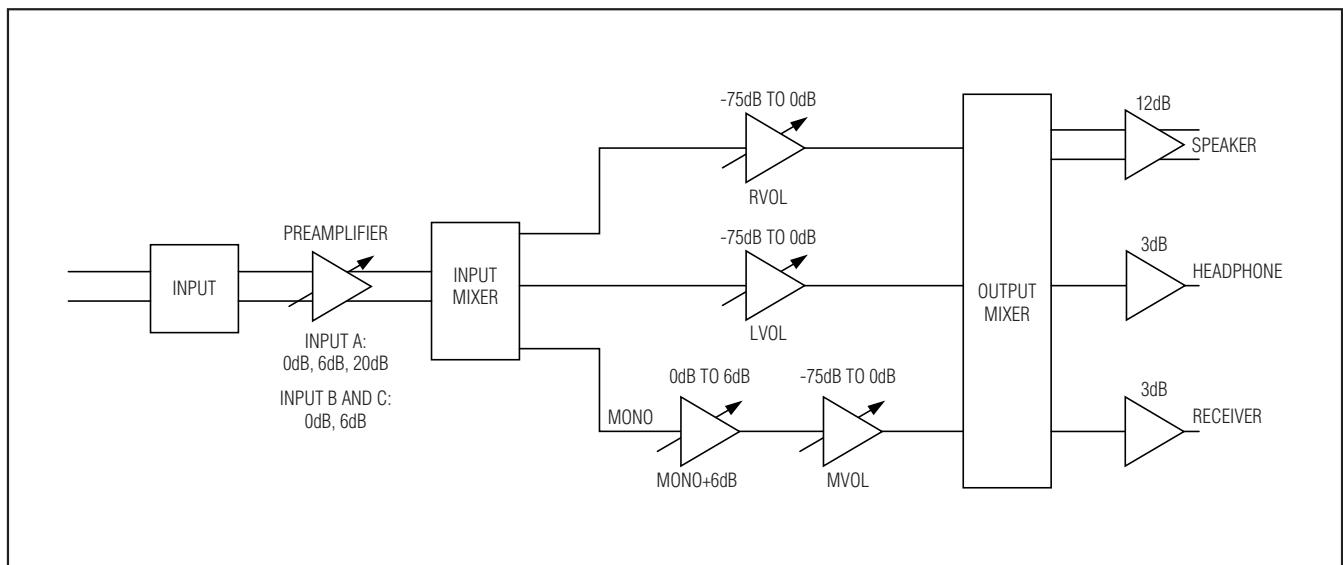 -75dB TO 0dB
RVOL
12dB
SPEAKER
PREAMPLIFIER
INPUT
INPUT A:
0dB, 6dB, 20dB
INPUT B AND C:
0dB, 6dB
INPUT
MIXER
-75dB TO 0dB
LVOL
OUTPUT
MIXER
3dB
HEADPHONE
MONO
0dB TO 6dB
MONO+6dB
-75dB TO 0dB
MVOL
3dB
RECEIVER